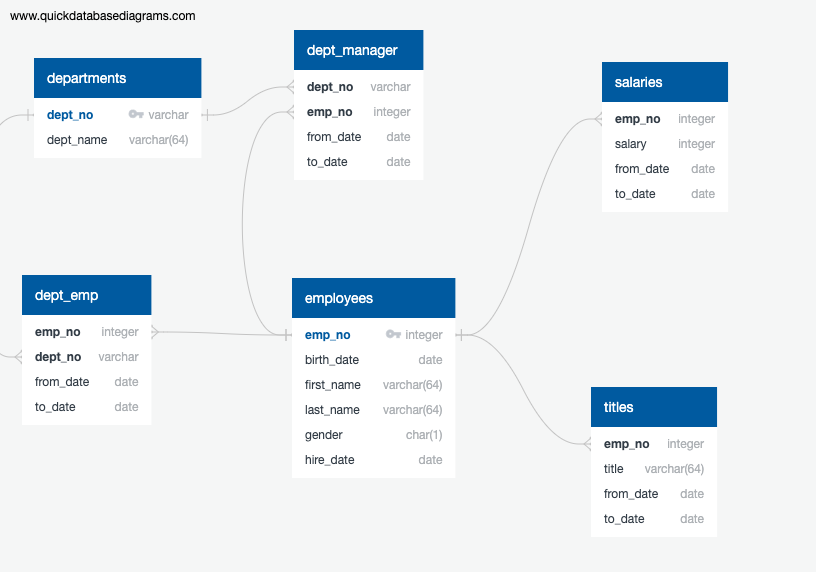 www.quickdatabasediagrams.com
departments
dept_no varchar
dept_name varchar(64)
dept_manager
dept_no varchar
emp_no integer
from_date date
to_date date
salaries
emp_no integer
salary integer
from_date date
to_date date
dept_emp
emp_no integer
dept_no varchar
from_date date
to_date date
employees
emp_no integer
birth_date date
first_name varchar(64)
last_name varchar(64)
gender char(1)
hire_date date
titles
emp_no integer
title varchar(64)
from_date date
to_date date